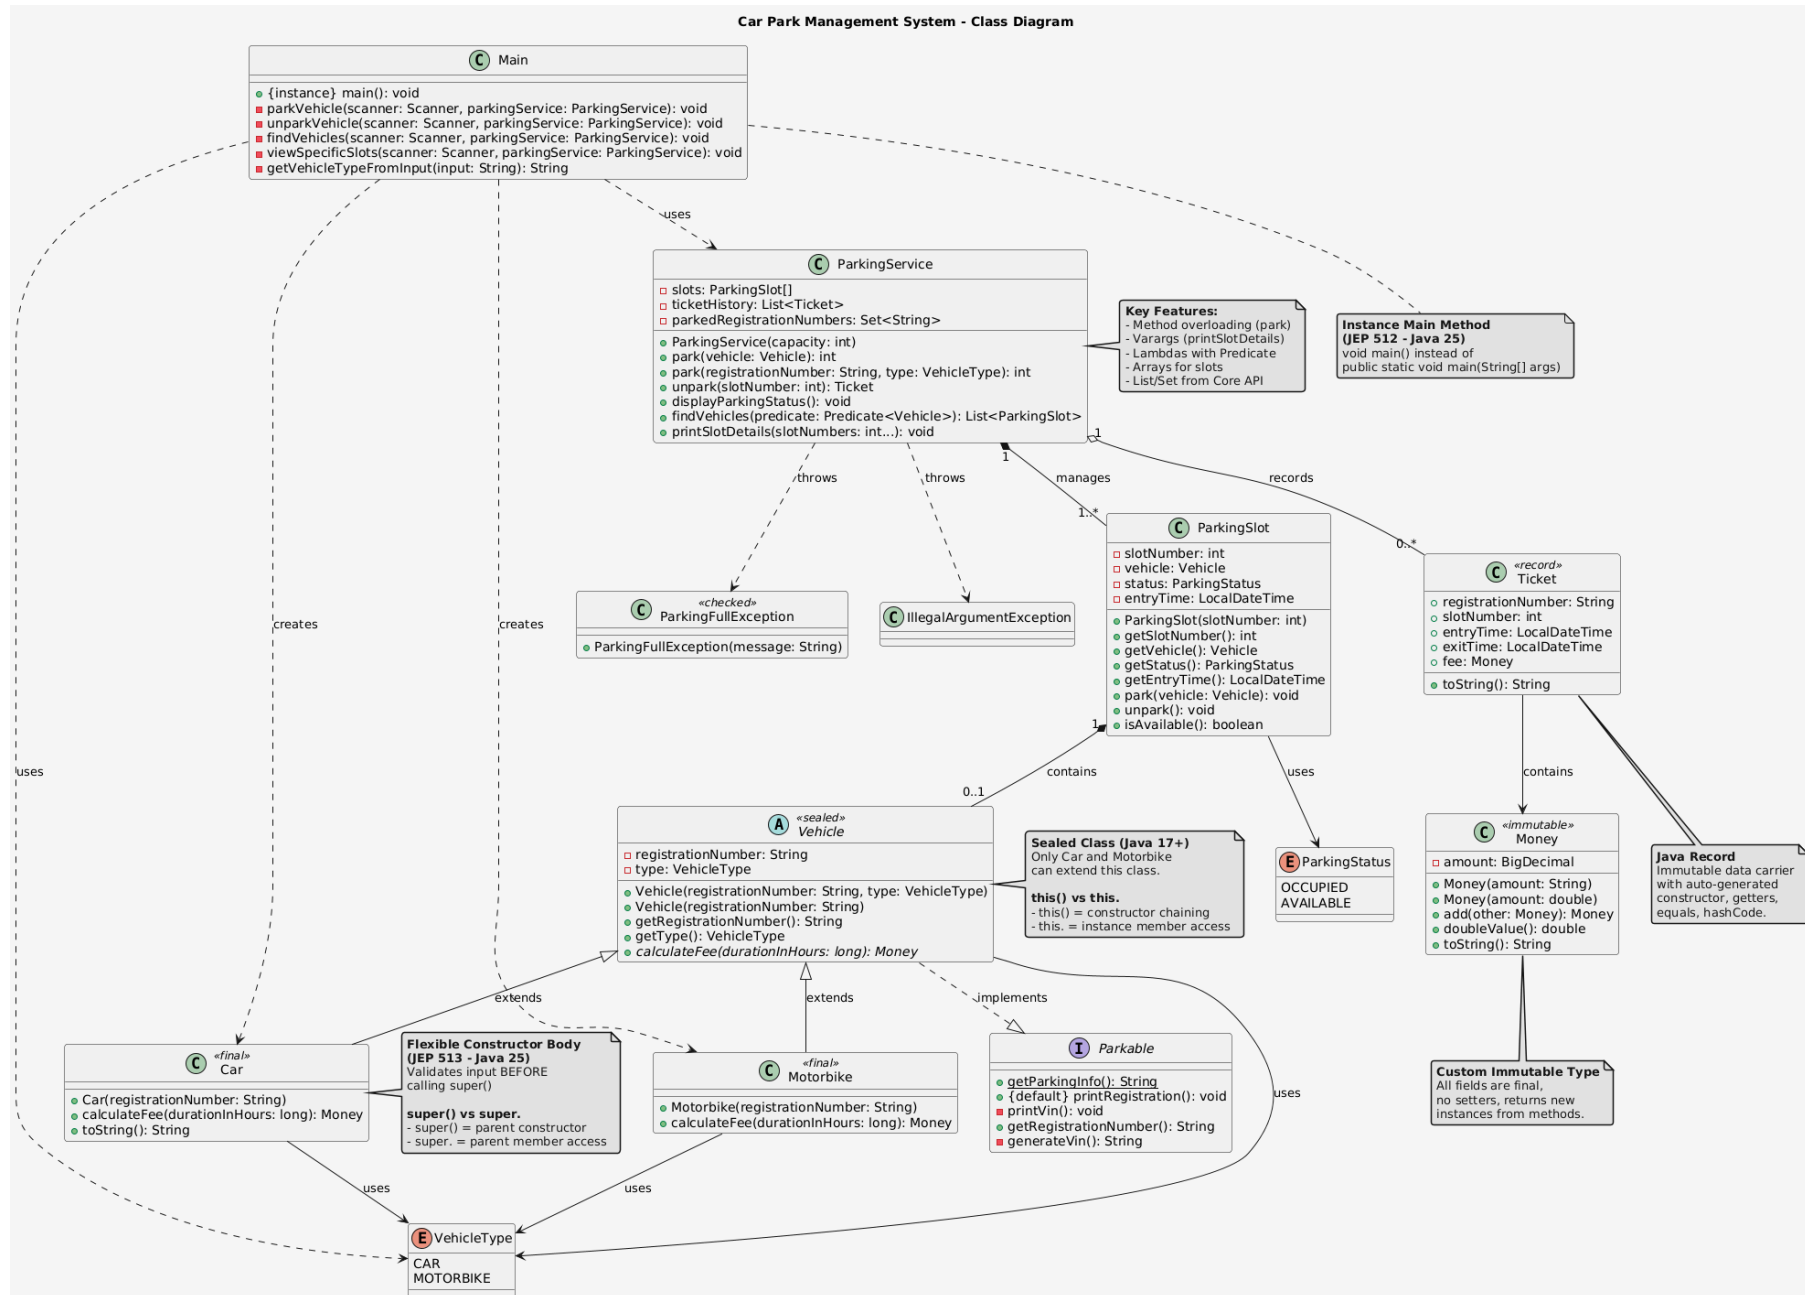 Car Park Management System - Class Diagram
C Main
{instance} main(): void
parkVehicle(scanner: Scanner, parkingService: ParkingService): void
unparkVehicle(scanner: Scanner, parkingService: ParkingService): void
findVehicles(scanner: Scanner, parkingService: ParkingService): void
viewSpecificSlots(scanner: Scanner, parkingService: ParkingService): void
getVehicleTypeFromInput(input: String): String
uses
C ParkingService
slots: ParkingSlot[]
ticketHistory: List<Ticket>
parkedRegistrationNumbers: Set<String>
ParkingService(capacity: int)
park(vehicle: Vehicle): int
park(registrationNumber: String, type: VehicleType): int
unpark(slotNumber: int): Ticket
displayParkingStatus(): void
findVehicles(predicate: Predicate<Vehicle>): List<ParkingSlot>
printSlotDetails(slotNumbers: int...): void
Key Features:
- Method overloading (park)
- Varargs (printSlotDetails)
- Lambdas with Predicate
- Arrays for slots
- List/Set from Core API
Instance Main Method
(JEP 512 - Java 25)
void main() instead of
public static void main(String[] args)
1
1
throws
throws
manages
records
1..*
0..*
C ParkingSlot
slotNumber: int
vehicle: Vehicle
status: ParkingStatus
entryTime: LocalDateTime
ParkingSlot(slotNumber: int)
getSlotNumber(): int
getVehicle(): Vehicle
getStatus(): ParkingStatus
getEntryTime(): LocalDateTime
park(vehicle: Vehicle): void
unpark(): void
isAvailable(): boolean
C «record»
Ticket
registrationNumber: String
slotNumber: int
entryTime: LocalDateTime
exitTime: LocalDateTime
fee: Money
toString(): String
C «checked»
ParkingFullException
ParkingFullException(message: String)
C IllegalArgumentException
creates
creates
uses
1
contains
0..1
uses
contains
A «sealed»
Vehicle
registrationNumber: String
type: VehicleType
Vehicle(registrationNumber: String, type: VehicleType)
Vehicle(registrationNumber: String)
getRegistrationNumber(): String
getType(): VehicleType
calculateFee(durationInHours: long): Money
Sealed Class (Java 17+)
Only Car and Motorbike
can extend this class.
this() vs this.
- this() = constructor chaining
- this. = instance member access
E ParkingStatus
OCCUPIED
AVAILABLE
C «immutable»
Money
amount: BigDecimal
Money(amount: String)
Money(amount: double)
add(other: Money): Money
doubleValue(): double
toString(): String
Java Record
Immutable data carrier
with auto-generated
constructor, getters,
equals, hashCode.
extends
extends
implements
uses
C «final»
Car
Car(registrationNumber: String)
calculateFee(durationInHours: long): Money
toString(): String
Flexible Constructor Body
(JEP 513 - Java 25)
Validates input BEFORE
calling super()
super() vs super.
- super() = parent constructor
- super. = parent member access
C «final»
Motorbike
Motorbike(registrationNumber: String)
calculateFee(durationInHours: long): Money
I Parkable
getParkingInfo(): String
{default} printRegistration(): void
printVin(): void
getRegistrationNumber(): String
generateVin(): String
Custom Immutable Type
All fields are final,
no setters, returns new
instances from methods.
uses
uses
E VehicleType
CAR
MOTORBIKE